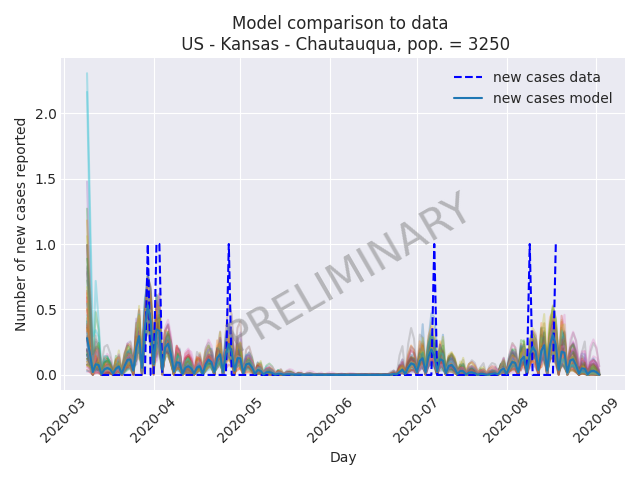 Model comparison to data
US - Kansas - Chautauqua, pop. = 3250
new cases data
new cases model
PRELIMINARY
Number of new cases reported
2.0
1.5
1.0
0.5
0.0
2020-03
2020-04
2020-05
2020-06
2020-07
2020-08
2020-09
Day